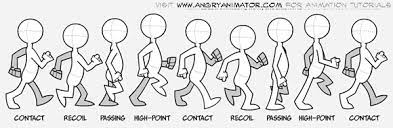 VISIT WWW.ANGRYANIMATOR.COM FOR ANIMATION TUTORIALS
CONTACT RECOIL PASSING HIGH-POINT CONTACT RECOIL PASSING HIGH-POINT CONTACT